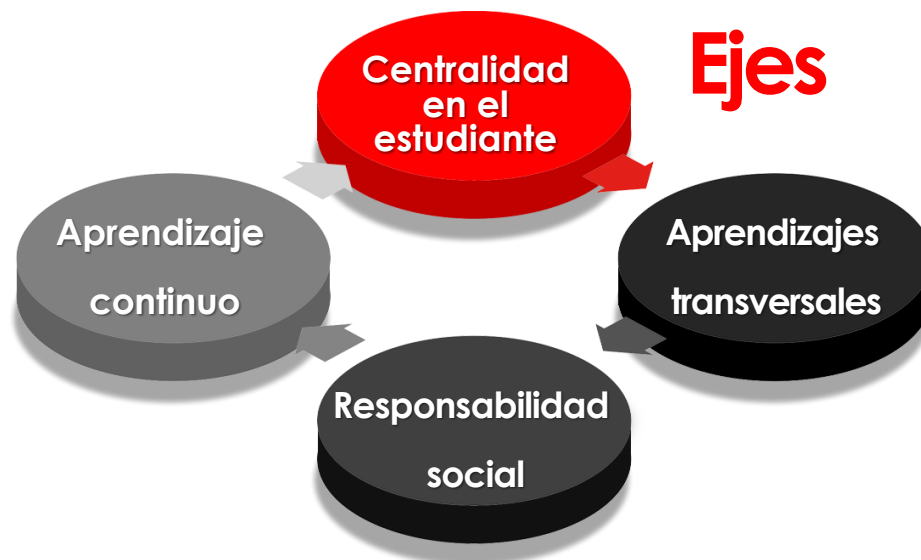 Ejes
Centralidad
en el
estudiante
Aprendizajes
transversales
Responsabilidad
social
Aprendizaje
continuo